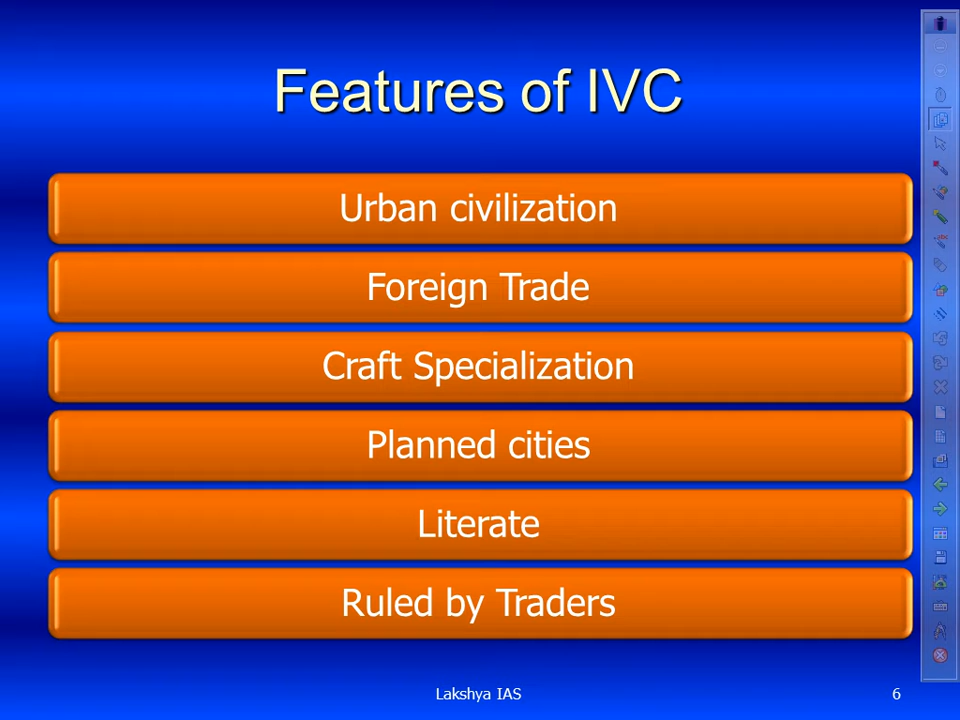 Features of IVC
Urban civilization
Foreign Trade
Craft Specialization
Planned cities
Literate
Ruled by Traders
Lakshya IAS
6